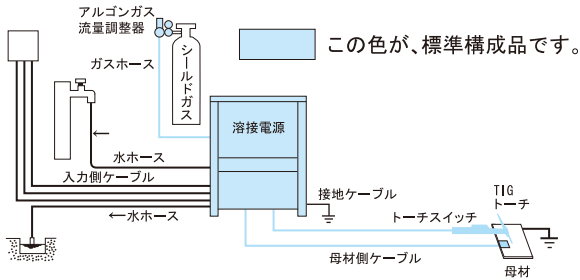 アルゴンガス
流量調整器
この色が、標準構成品です。
ガスホース
シールドガス
溶接電源
←
水ホース
入力側ケーブル
接地ケーブル
←水ホース
TIG
トーチ
トーチスイッチ
母材側ケーブル
母材